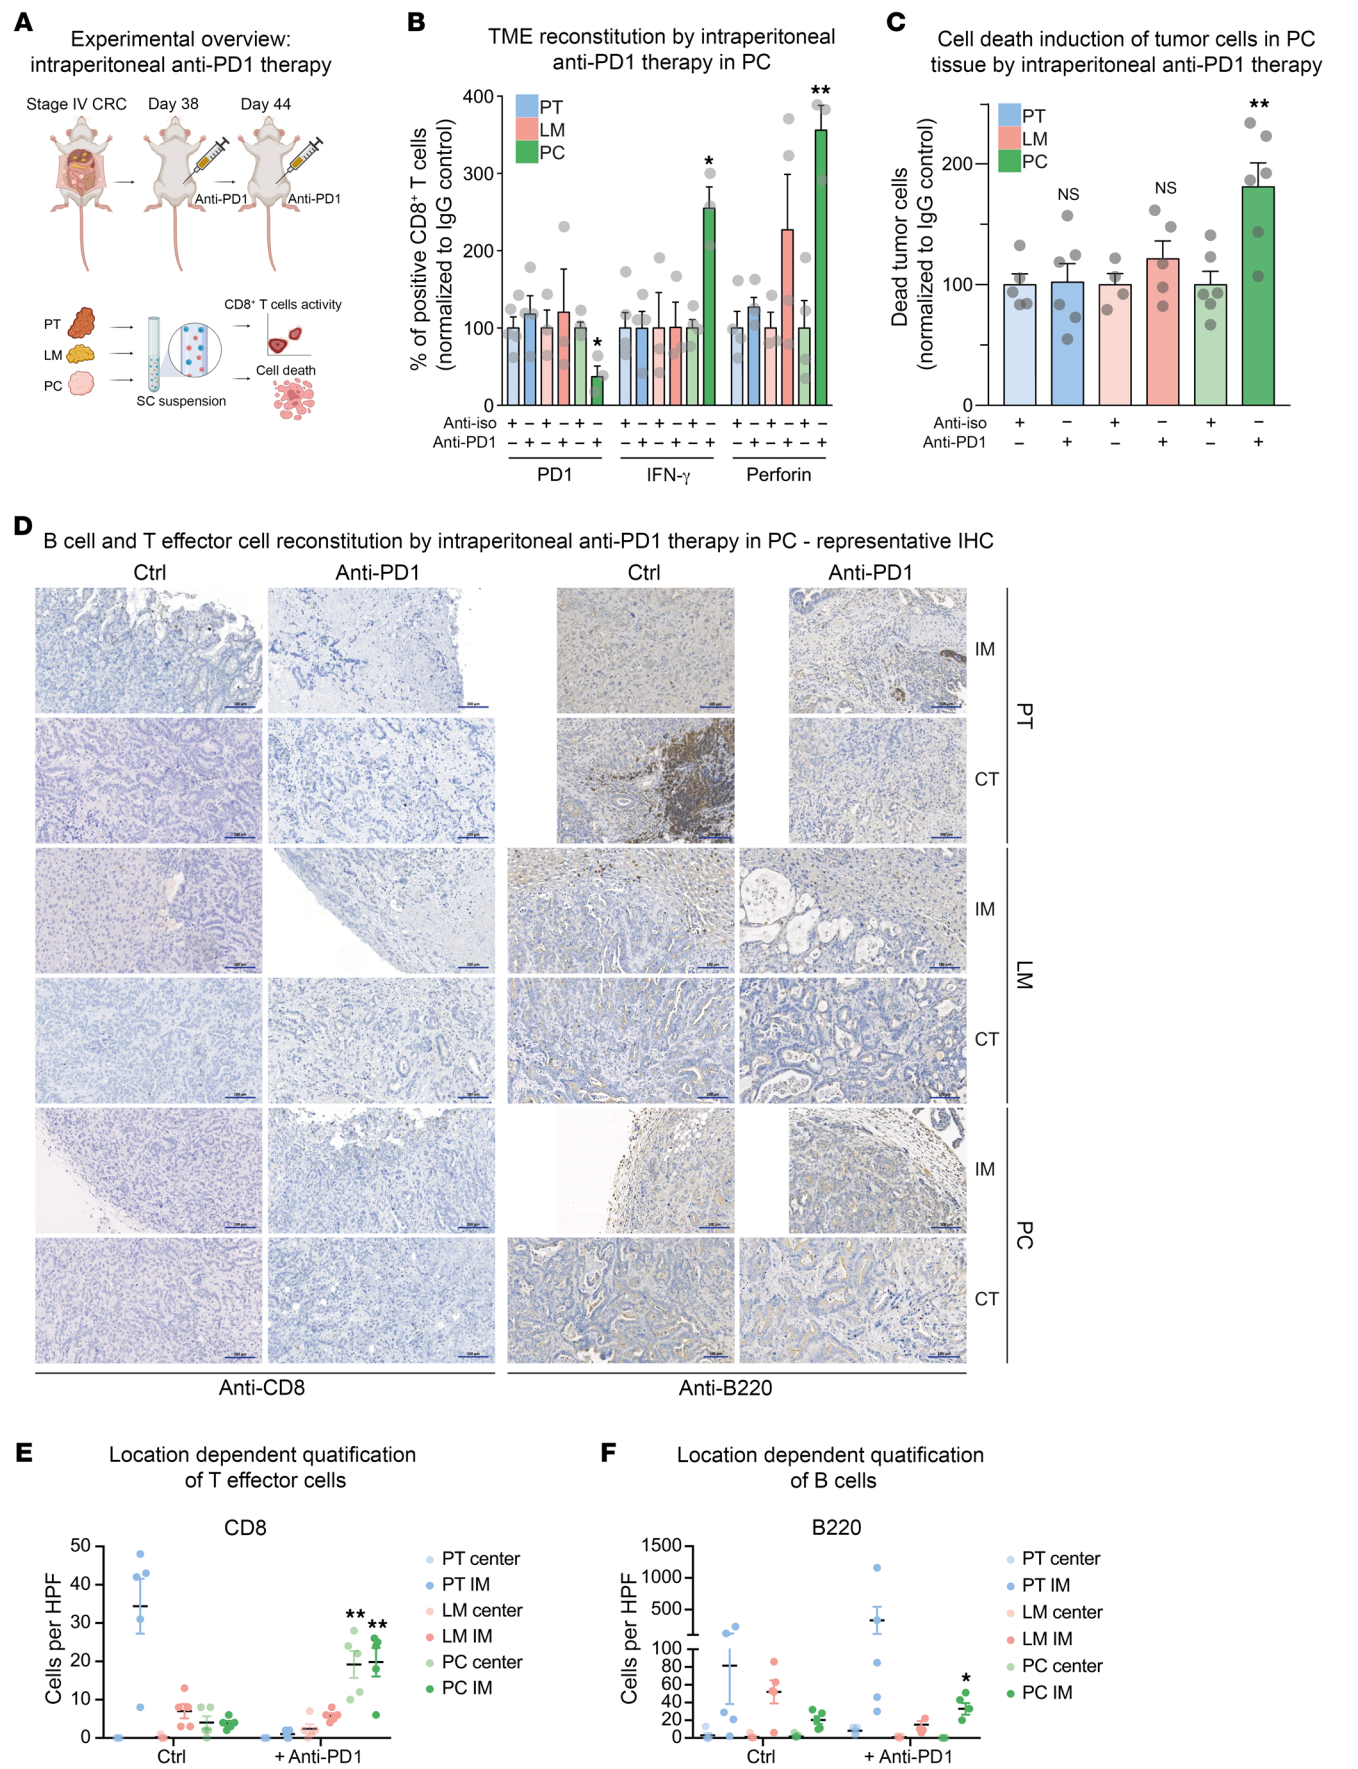 A
Experimental overview:
intraperitoneal anti-PD1 therapy
Stage IV CRC
Day 38
Day 44
Anti-PD1
Anti-PD1
PT
LM
PC
SC suspension
CD8+ T cells activity
Cell death
B
TME reconstitution by intraperitoneal
anti-PD1 therapy in PC
% of positive CD8+ T cells
(normalized to IgG control)
400
300
200
100
0
PT
LM
PC
*
*
**
Anti-iso + – + – + – + – + – + – + – + – + –
Anti-PD1 – + – + – + – + – + – + – + – + – +
PD1
IFN-γ
Perforin
C
Cell death induction of tumor cells in PC
tissue by intraperitoneal anti-PD1 therapy
Dead tumor cells
(normalized to IgG control)
200
100
0
PT
LM
PC
NS
NS
**
Anti-iso + – + – + –
Anti-PD1 – + – + – +
D
B cell and T effector cell reconstitution by intraperitoneal anti-PD1 therapy in PC - representative IHC
Ctrl
Anti-PD1
Ctrl
Anti-PD1
IM
CT
PT
IM
CT
LM
IM
CT
PC
Anti-CD8
Anti-B220
E
Location dependent quatification
of T effector cells
CD8
Cells per HPF
50
40
30
20
10
0
**
**
Ctrl
+ Anti-PD1
PT center
PT IM
LM center
LM IM
PC center
PC IM
F
Location dependent quatification
of B cells
B220
Cells per HPF
1500
1000
500
100
80
60
40
20
0
*
Ctrl
+ Anti-PD1
PT center
PT IM
LM center
LM IM
PC center
PC IM